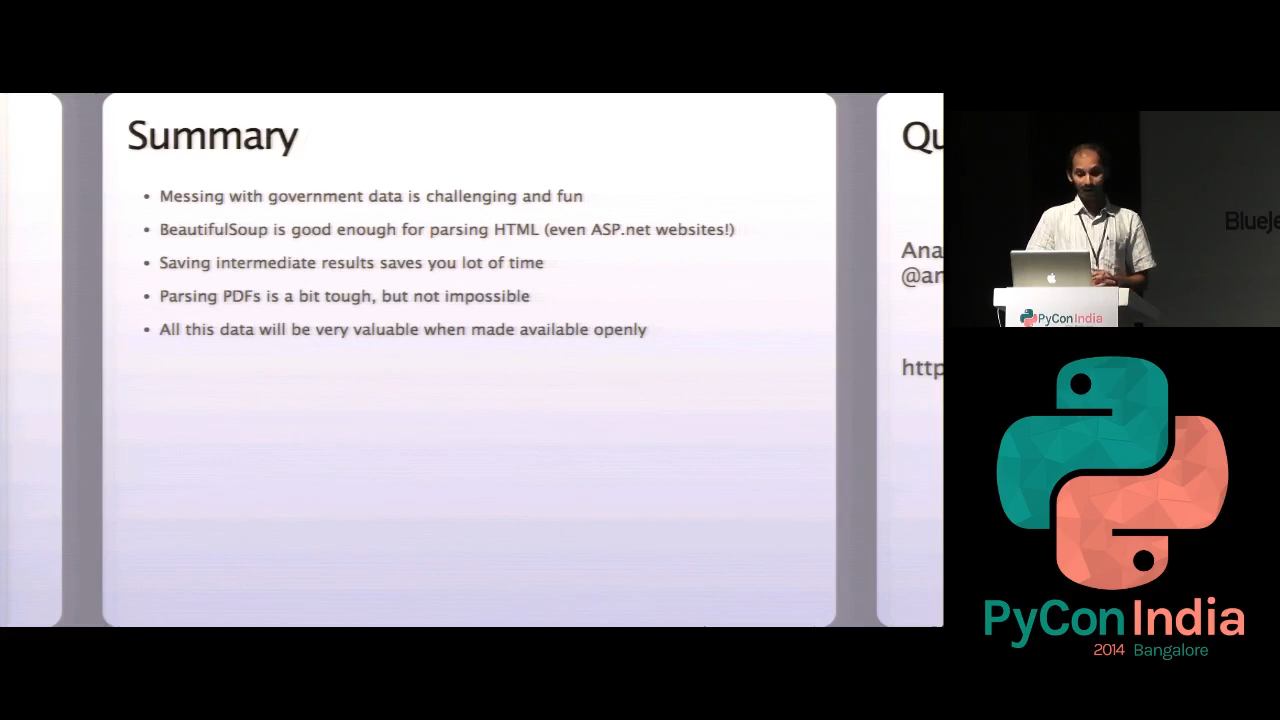 Summary
• Messing with government data is challenging and fun
• BeautifulSoup is good enough for parsing HTML (even ASP.net websites!)
• Saving intermediate results saves you lot of time
• Parsing PDFs is a bit tough, but not impossible
• All this data will be very valuable when made available openly
Qu
Ana
@an
http
BlueJe
PyConIndia
PyCon India
2014 Bangalore